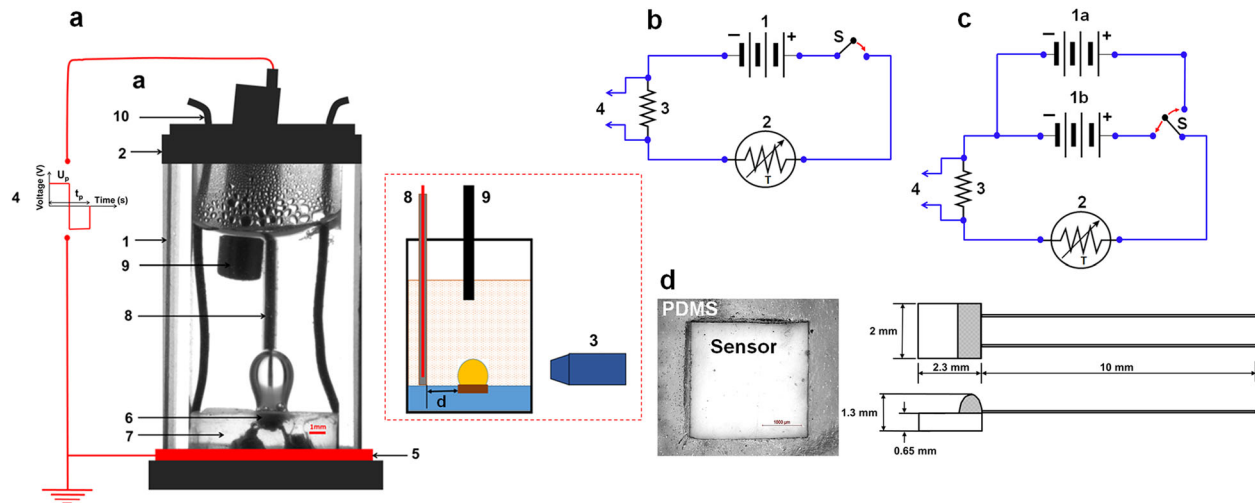 a
a
10
2
4
Voltage (V)
Up
tp
Time (s)
1
9
8
6
7
1mm
5
8
9
3
d
b
1
− +
S
4
3
2
T
c
1a
− +
1b
− +
S
4
3
2
T
d
PDMS
Sensor
1000 µm
2 mm
2.3 mm
10 mm
1.3 mm
0.65 mm